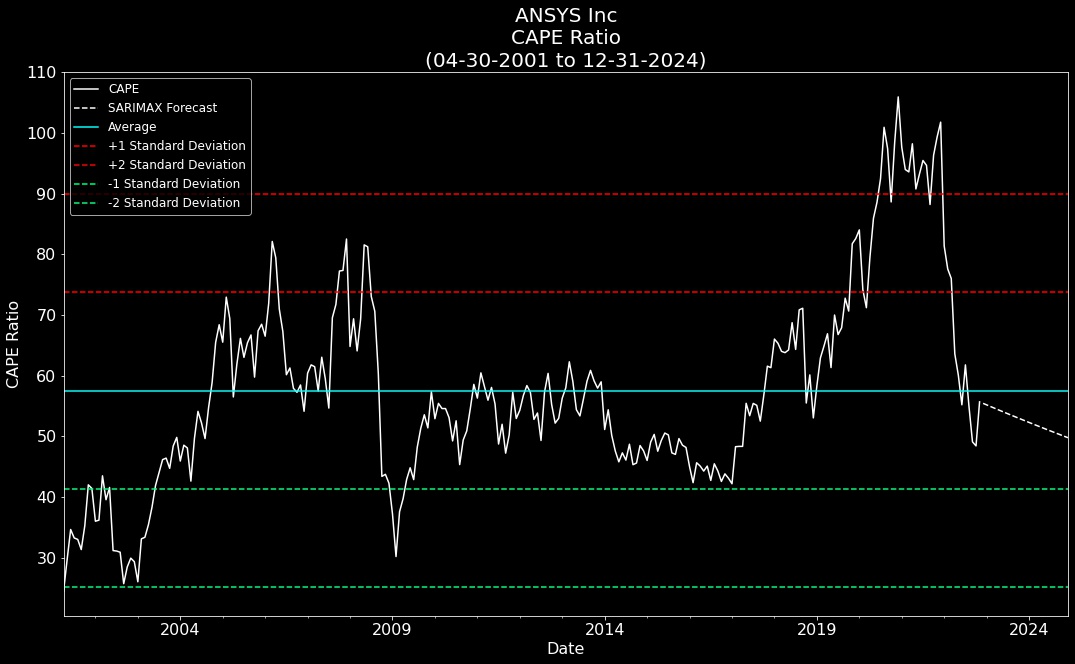 ANSYS Inc
CAPE Ratio
(04-30-2001 to 12-31-2024)
110
100
90
80
70
60
50
40
30
CAPE Ratio
CAPE
SARIMAX Forecast
Average
+1 Standard Deviation
+2 Standard Deviation
-1 Standard Deviation
-2 Standard Deviation
2004 2009 2014 2019 2024
Date